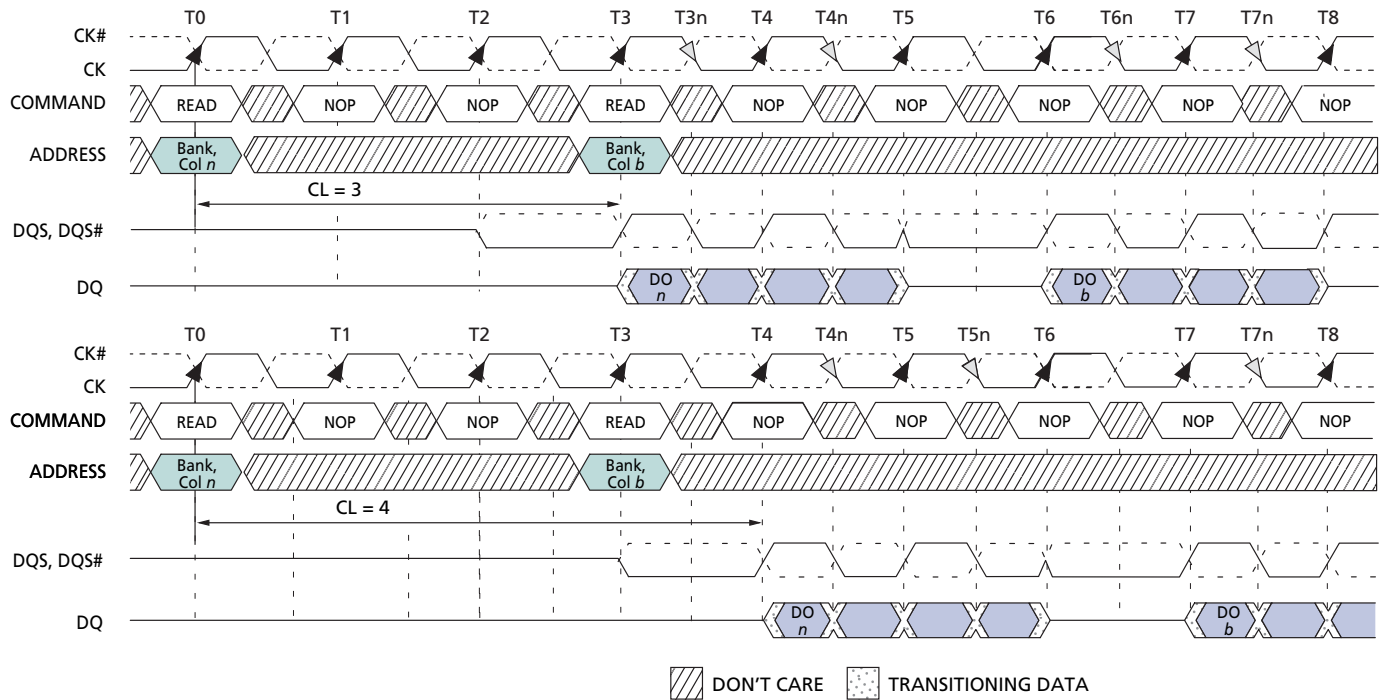 T0 T1 T2 T3 T3n T4 T4n T5 T6 T6n T7 T7n T8
CK#
CK
COMMAND READ NOP NOP READ NOP NOP NOP NOP NOP
ADDRESS Bank, Col n Bank, Col b
CL = 3
DQS, DQS#
DQ DO n DO b
T0 T1 T2 T3 T4 T4n T5 T5n T6 T7 T7n T8
CK#
CK
COMMAND READ NOP NOP READ NOP NOP NOP NOP NOP
ADDRESS Bank, Col n Bank, Col b
CL = 4
DQS, DQS#
DQ DO n DO b
DON'T CARE TRANSITIONING DATA